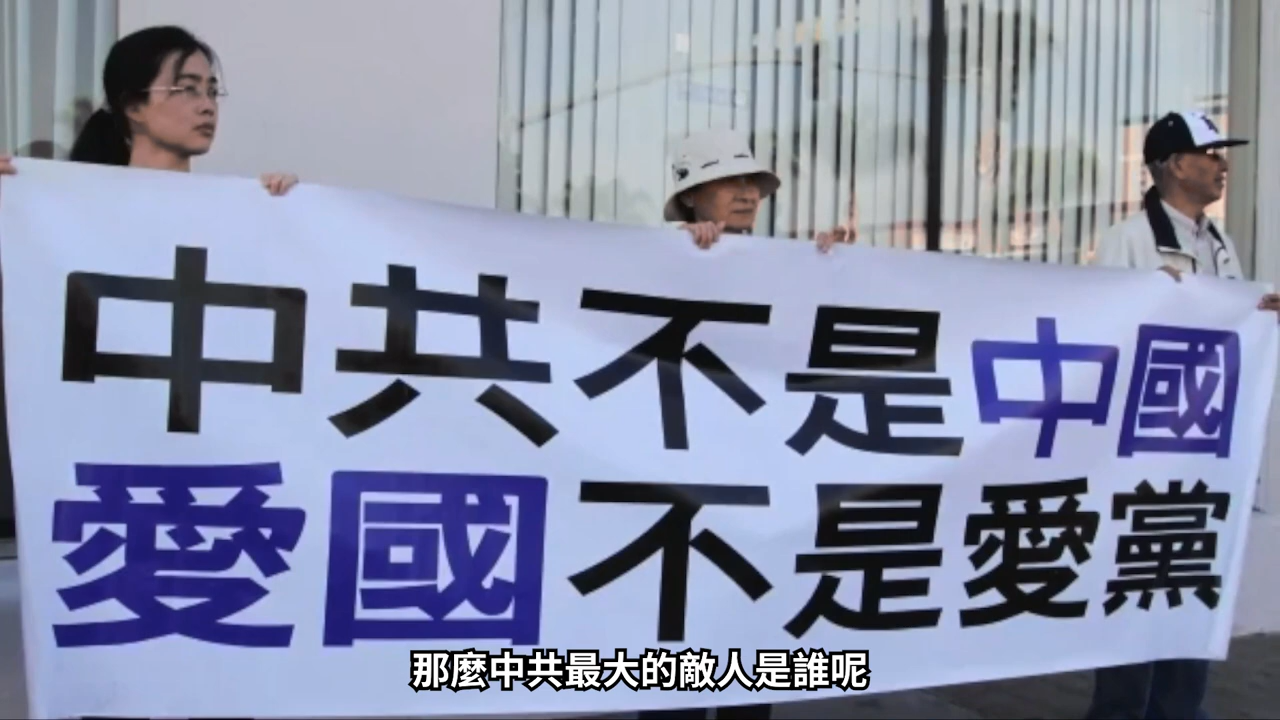 中共不是中國
愛國不是愛黨
那麼中共最大的敵人是誰呢